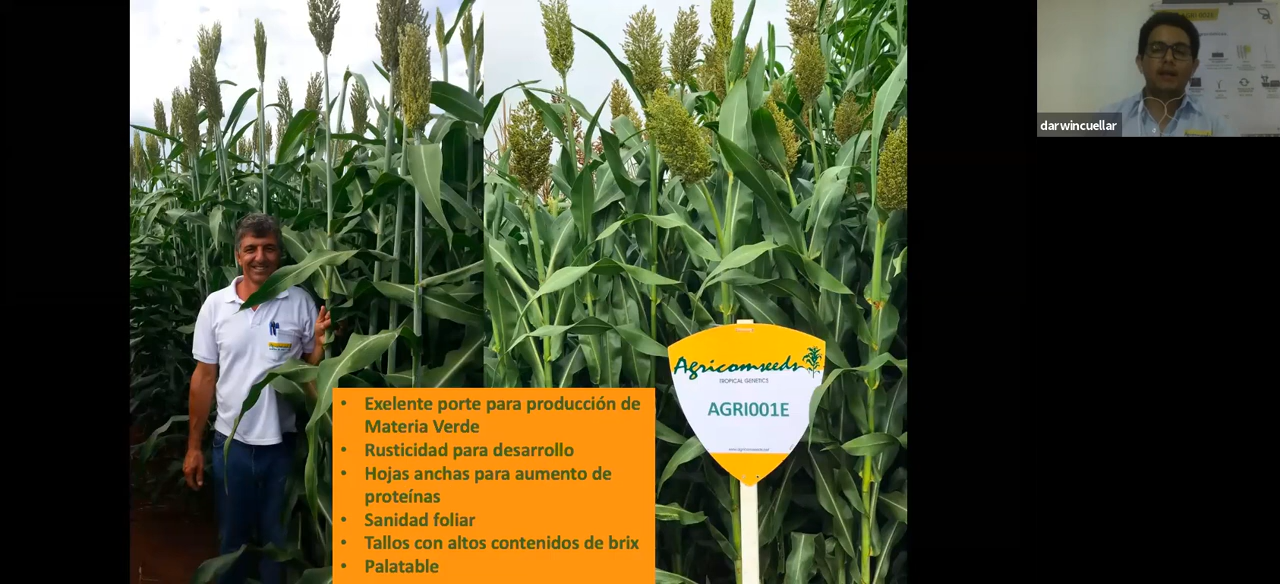 darwincuellar
Agricomseeds
TROPICAL GENETICS
AGRI001E
• Exelente porte para producción de
Materia Verde
• Rusticidad para desarrollo
• Hojas anchas para aumento de
proteínas
• Sanidad foliar
• Tallos con altos contenidos de brix
• Palatable